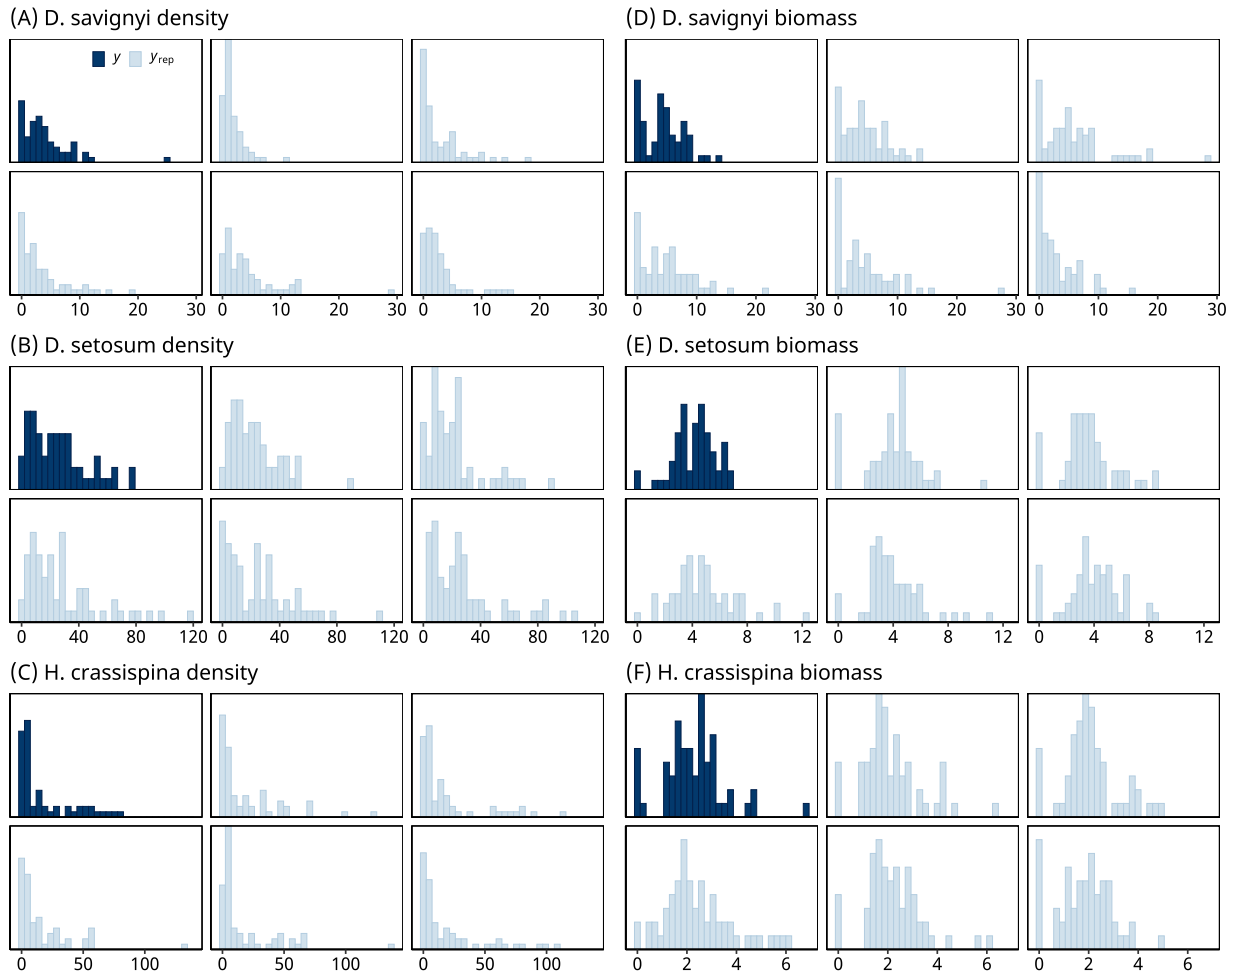 (A) D. savignyi density
y yrep
0 10 20 30 0 10 20 30 0 10 20 30
(B) D. setosum density
0 40 80 120 0 40 80 120 0 40 80 120
(C) H. crassispina density
0 50 100 0 50 100 0 50 100
(D) D. savignyi biomass
0 10 20 30 0 10 20 30 0 10 20 30
(E) D. setosum biomass
0 4 8 12 0 4 8 12 0 4 8 12
(F) H. crassispina biomass
0 2 4 6 0 2 4 6 0 2 4 6